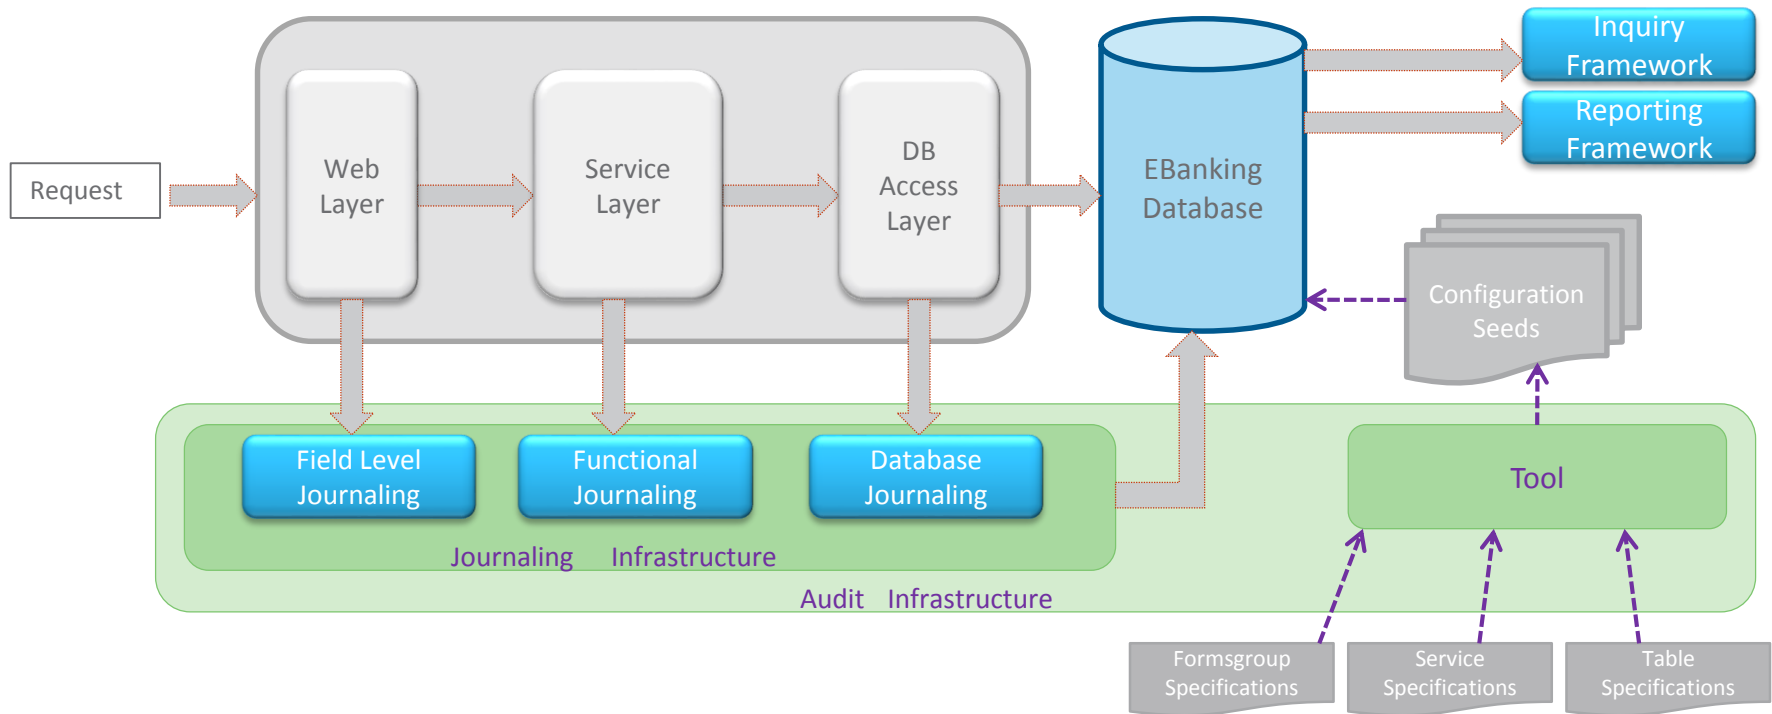 Inquiry
Framework
Reporting
Framework
Request
Web
Layer
Service
Layer
DB
Access
Layer
EBanking
Database
Configuration
Seeds
Field Level
Journaling
Functional
Journaling
Database
Journaling
Tool
Journaling Infrastructure
Audit Infrastructure
Formsgroup
Specifications
Service
Specifications
Table
Specifications